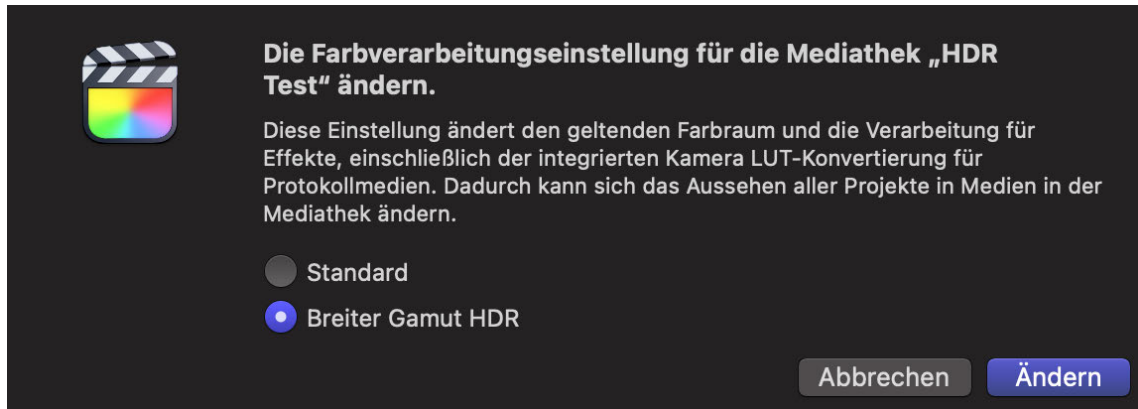 Die Farbverarbeitungseinstellung für die Mediathek „HDR
Test“ ändern.
Diese Einstellung ändert den geltenden Farbraum und die Verarbeitung für
Effekte, einschließlich der integrierten Kamera LUT-Konvertierung für
Protokollmedien. Dadurch kann sich das Aussehen aller Projekte in Medien in der
Mediathek ändern.
Standard
Breiter Gamut HDR
Abbrechen Ändern